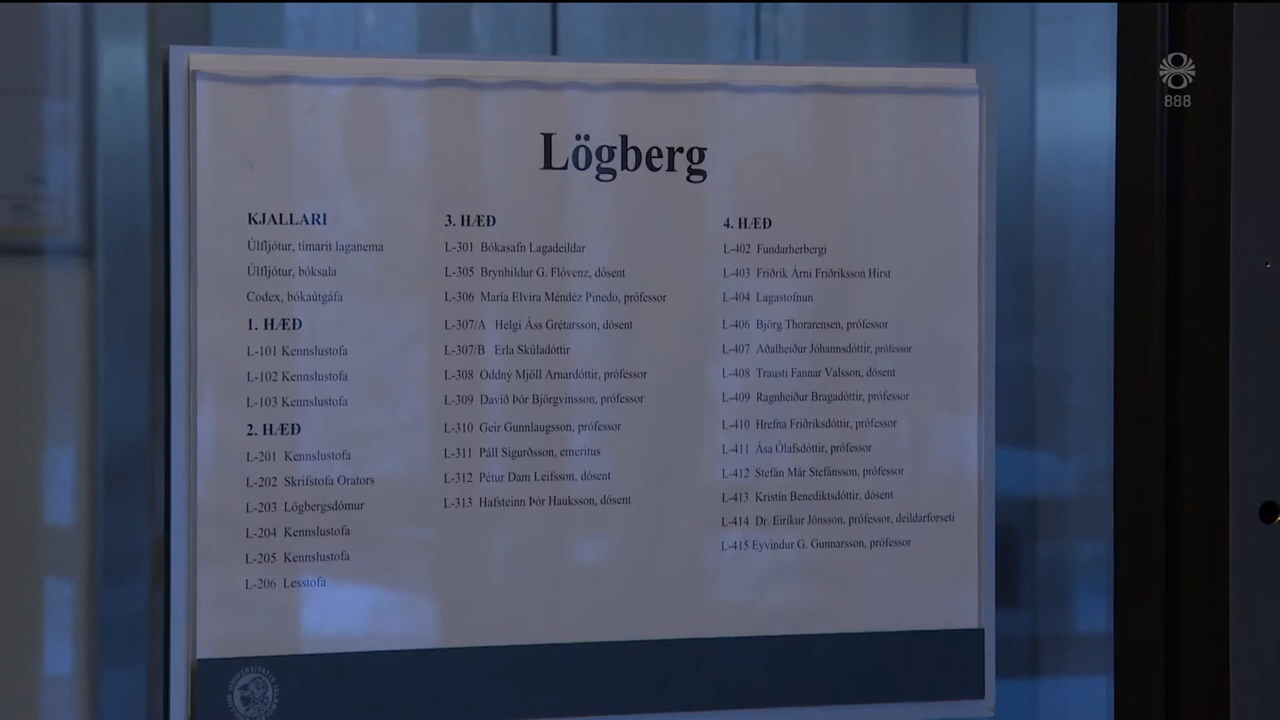 888
Lögberg
KJALLARI
Úlfljótur, tímarit laganema
Úlfljótur, bóksala
Codex, bókaútgáfa
1. HÆÐ
L-101 Kennslustofa
L-102 Kennslustofa
L-103 Kennslustofa
2. HÆÐ
L-201 Kennslustofa
L-202 Skrifstofa Orators
L-203 Lögbergsdómur
L-204 Kennslustofa
L-205 Kennslustofa
L-206 Lesstofa
3. HÆÐ
L-301 Bókasafn Lagadeildar
L-305 Brynhildur G. Flóvenz, dósent
L-306 María Elvira Méndéz Pinedo, prófessor
L-307/A Helgi Áss Grétarsson, dósent
L-307/B Erla Skúladóttir
L-308 Oddný Mjöll Arnardóttir, prófessor
L-309 Davíð Þór Björgvinsson, prófessor
L-310 Geir Gunnlaugsson, prófessor
L-311 Páll Sigurðsson, emeritus
L-312 Pétur Dam Leifsson, dósent
L-313 Hafsteinn Þór Hauksson, dósent
4. HÆÐ
L-402 Fundarherbergi
L-403 Friðrik Árni Friðriksson Hirst
L-404 Lagastofnun
L-406 Björg Thorarensen, prófessor
L-407 Aðalheiður Jóhannsdóttir, prófessor
L-408 Trausti Fannar Valsson, dósent
L-409 Ragnheiður Bragadóttir, prófessor
L-410 Hrefna Friðriksdóttir, prófessor
L-411 Ása Ólafsdóttir, prófessor
L-412 Stefán Már Stefánsson, prófessor
L-413 Kristín Benediktsdóttir, dósent
L-414 Dr. Eiríkur Jónsson, prófessor, deildarforseti
L-415 Eyvindur G. Gunnarsson, prófessor